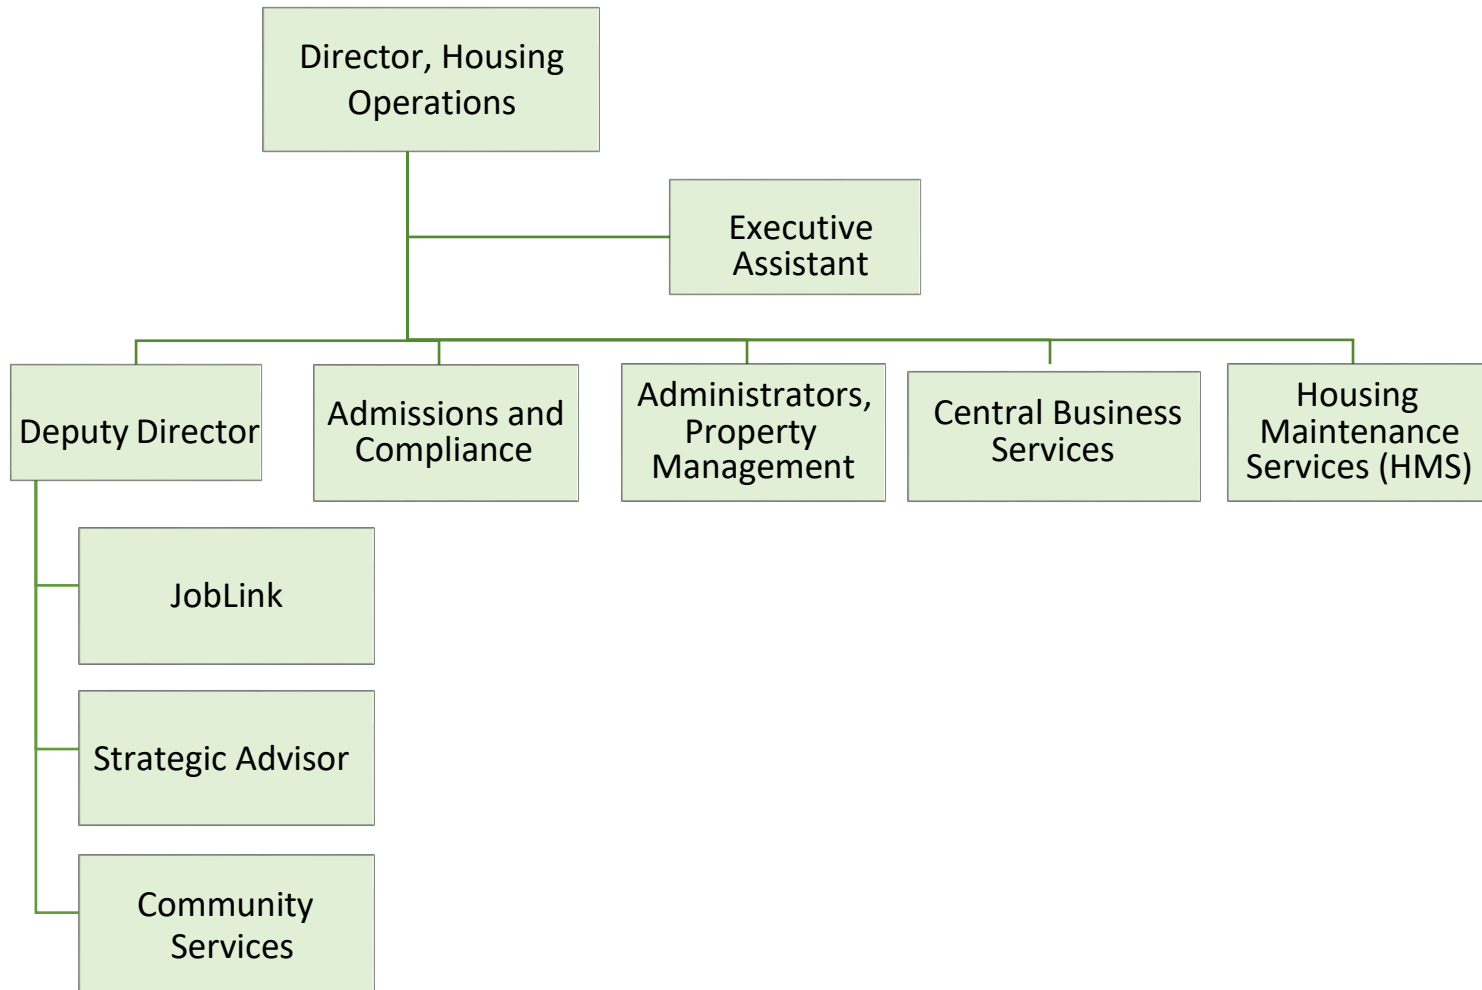 Director, Housing
Operations
Executive
Assistant
Deputy Director
Admissions and
Compliance
Administrators,
Property
Management
Central Business
Services
Housing
Maintenance
Services (HMS)
JobLink
Strategic Advisor
Community
Services